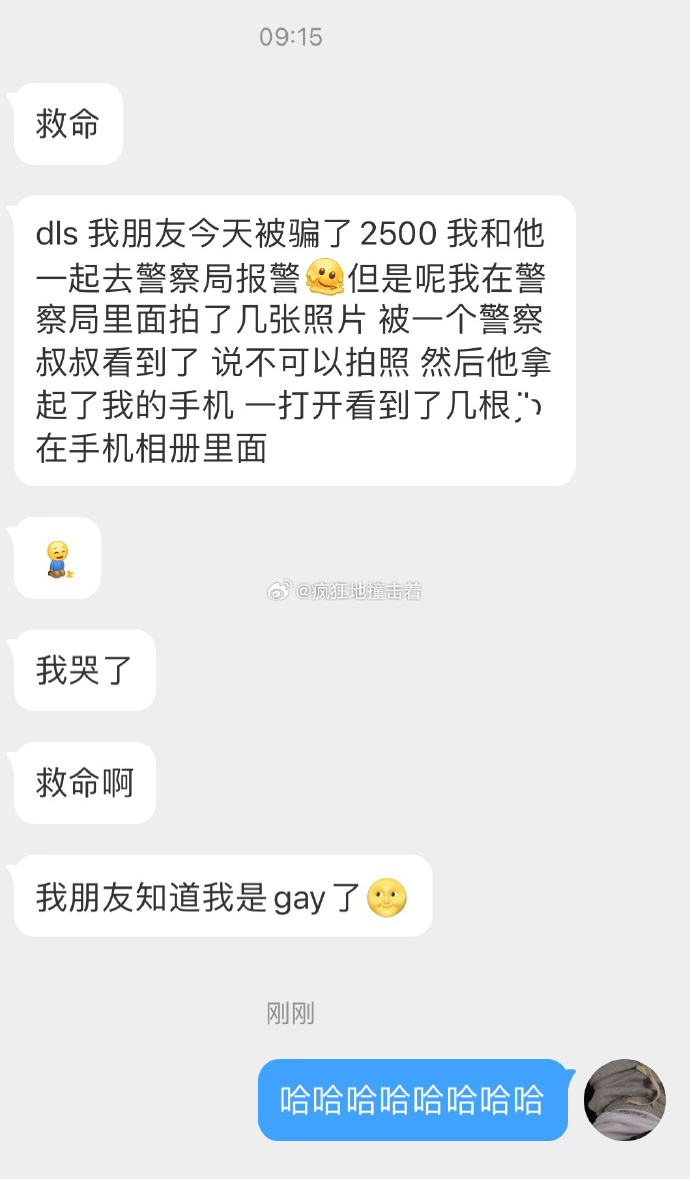 09:15
救命
dls 我朋友今天被骗了2500 我和他
一起去警察局报警🫠但是呢我在警
察局里面拍了几张照片 被一个警察
叔叔看到了 说不可以拍照 然后他拿
起了我的手机 一打开看到了几根
在手机相册里面
@疯狂地撞击着
我哭了
救命啊
我朋友知道我是gay了🌝
刚刚
哈哈哈哈哈哈哈哈